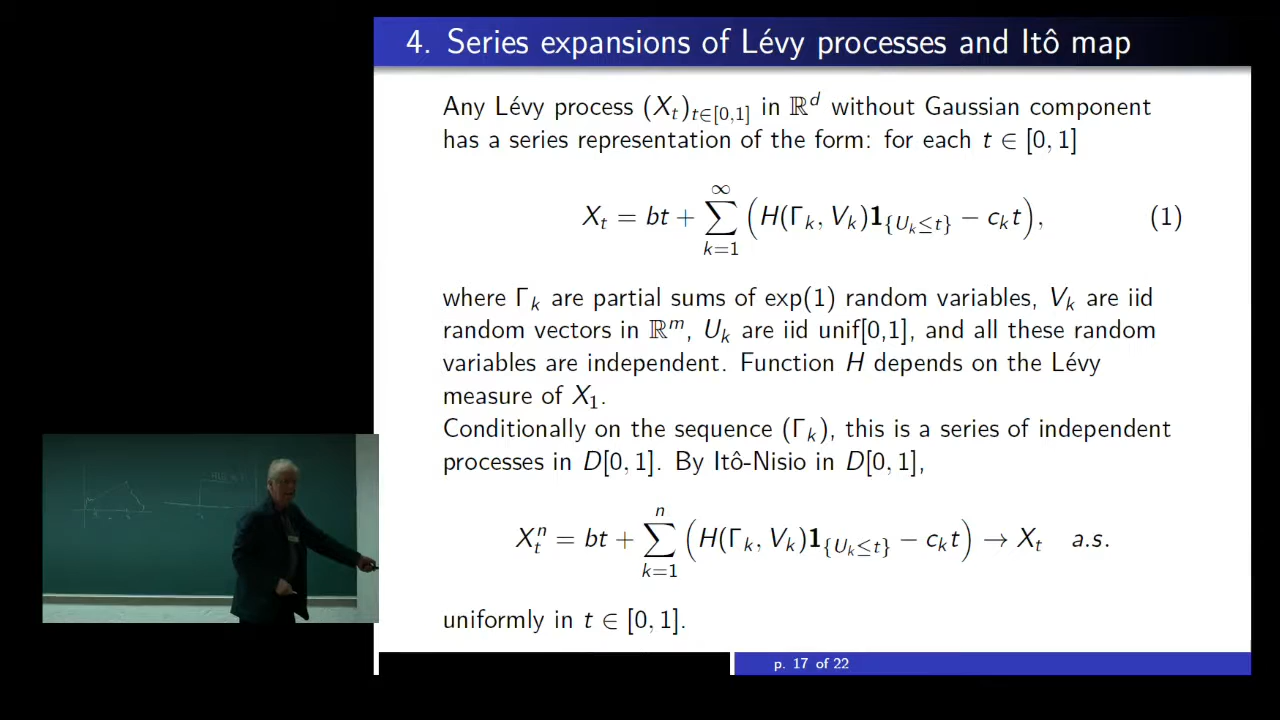 4. Series expansions of Lévy processes and Itô map
Any Lévy process (X_t)_{t∈[0,1]} in ℝ^d without Gaussian component
has a series representation of the form: for each t ∈ [0, 1]
X_t = bt + ∑_{k=1}^{∞} (H(Γ_k, V_k)𝟏_{{U_k≤t}} − c_k t), (1)
where Γ_k are partial sums of exp(1) random variables, V_k are iid
random vectors in ℝ^m, U_k are iid unif[0,1], and all these random
variables are independent. Function H depends on the Lévy
measure of X_1.
Conditionally on the sequence (Γ_k), this is a series of independent
processes in D[0, 1]. By Itô-Nisio in D[0, 1],
X_t^n = bt + ∑_{k=1}^{n} (H(Γ_k, V_k)𝟏_{{U_k≤t}} − c_k t) → X_t a.s.
uniformly in t ∈ [0, 1].
p. 17 of 22